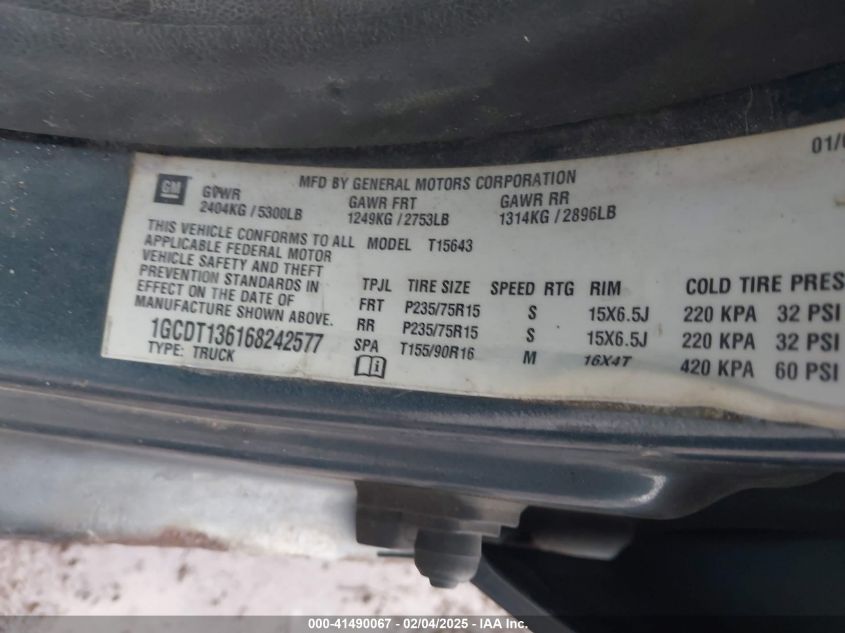 01/0
GM
MFD BY GENERAL MOTORS CORPORATION
GVWR GAWR FRT GAWR RR
2404KG / 5300LB 1249KG / 2753LB 1314KG / 2896LB
THIS VEHICLE CONFORMS TO ALL MODEL T15643
APPLICABLE FEDERAL MOTOR
VEHICLE SAFETY AND THEFT
PREVENTION STANDARDS IN
EFFECT ON THE DATE OF
MANUFACTURE SHOWN ABOVE.
1GCDT136168242577
TYPE: TRUCK
TPJL TIRE SIZE SPEED RTG RIM COLD TIRE PRES
FRT P235/75R15 S 15X6.5J 220 KPA 32 PSI
RR P235/75R15 S 15X6.5J 220 KPA 32 PSI
SPA T155/90R16 M 16X4T 420 KPA 60 PSI
i
000-41490067 - 02/04/2025 - IAAI.com